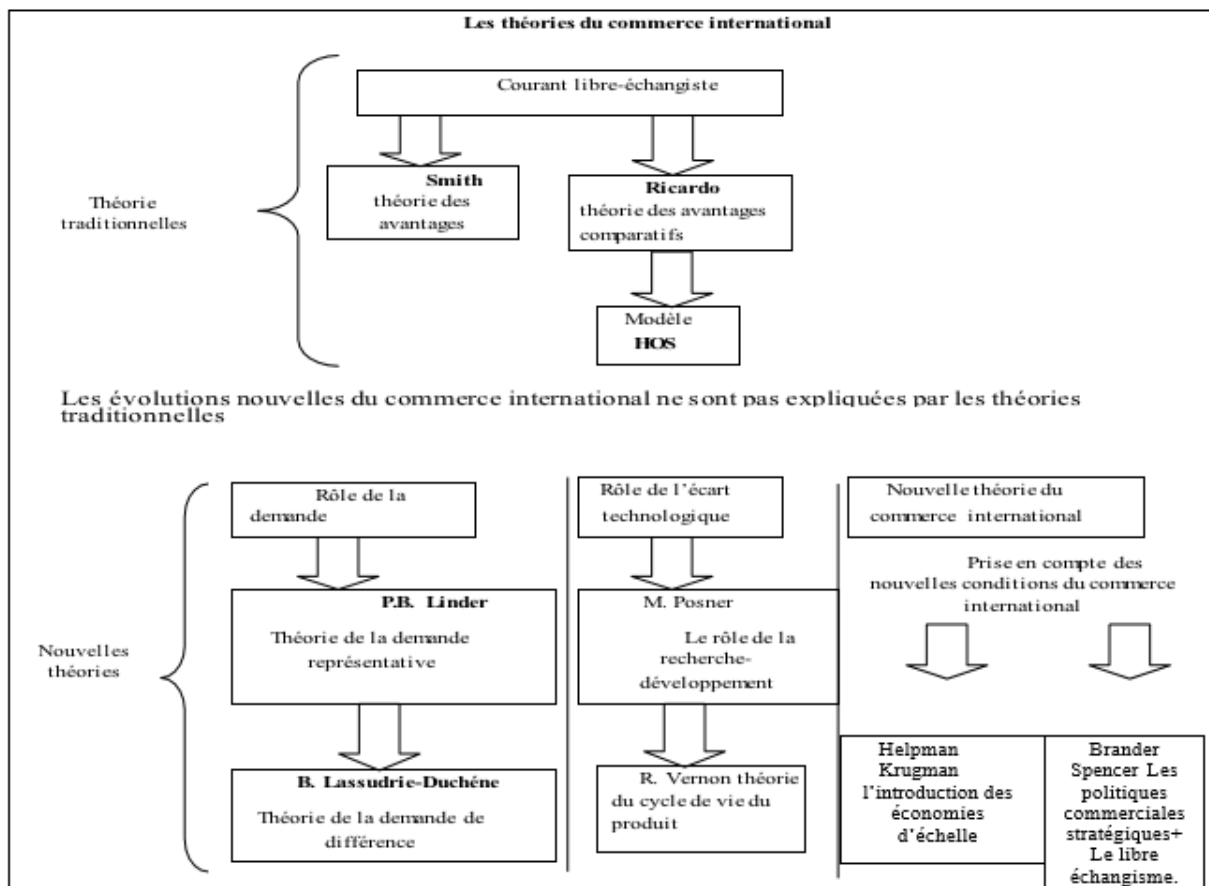 Les théories du commerce international
Courant libre-échangiste
Smith
théorie des
avantages
Ricardo
théorie des avantages
comparatifs
Théorie
traditionnelles
Modèle
HOS
Les évolutions nouvelles du commerce international ne sont pas expliquées par les théories
traditionnelles
Rôle de la
demande
Rôle de l’écart
technologique
Nouvelle théorie du
commerce international
Prise en compte des
nouvelles conditions du commerce
international
P.B. Linder
Théorie de la demande
représentative
M. Posner
Le rôle de la
recherche-
développement
Nouvelles
théories
B. Lassudrie-Duchéne
Théorie de la demande de
différence
R. Vernon théorie
du cycle de vie du
produit
Helpman
Krugman
l’introduction des
économies
d’échelle
Brander
Spencer Les
politiques
commerciales
stratégiques+
Le libre
échangisme.